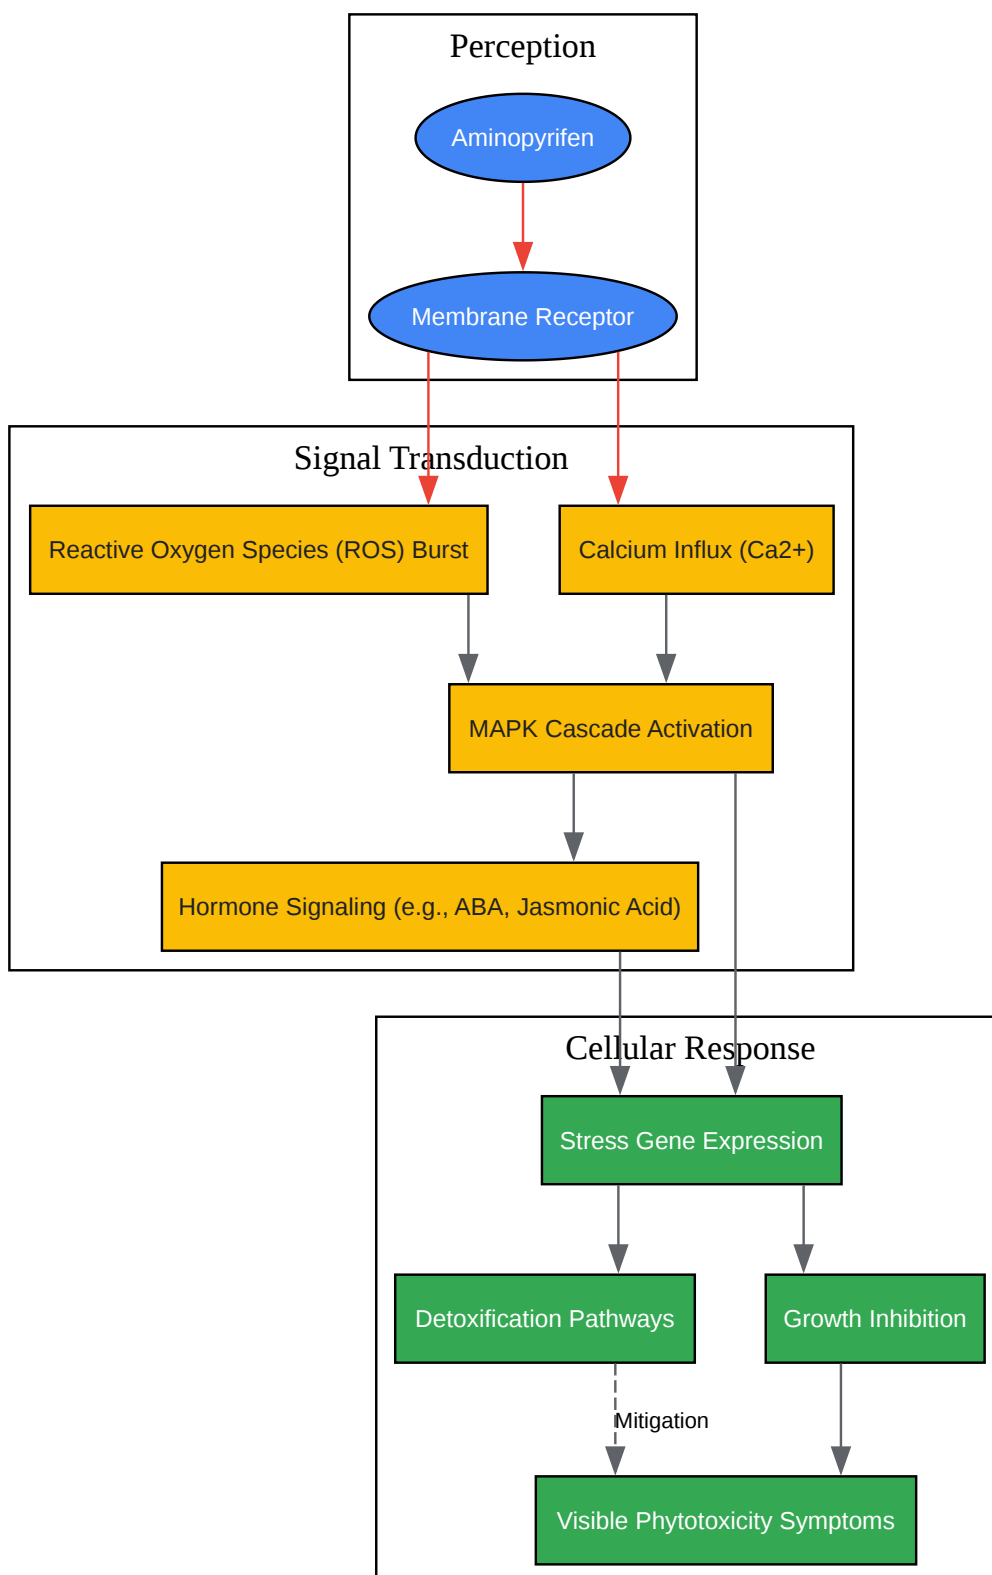 Perception
Aminopyrifen
Membrane Receptor
Signal Transduction
Reactive Oxygen Species (ROS) Burst
Calcium Influx (Ca2+)
MAPK Cascade Activation
Hormone Signaling (e.g., ABA, Jasmonic Acid)
Cellular Response
Stress Gene Expression
Detoxification Pathways
Growth Inhibition
Mitigation
Visible Phytotoxicity Symptoms